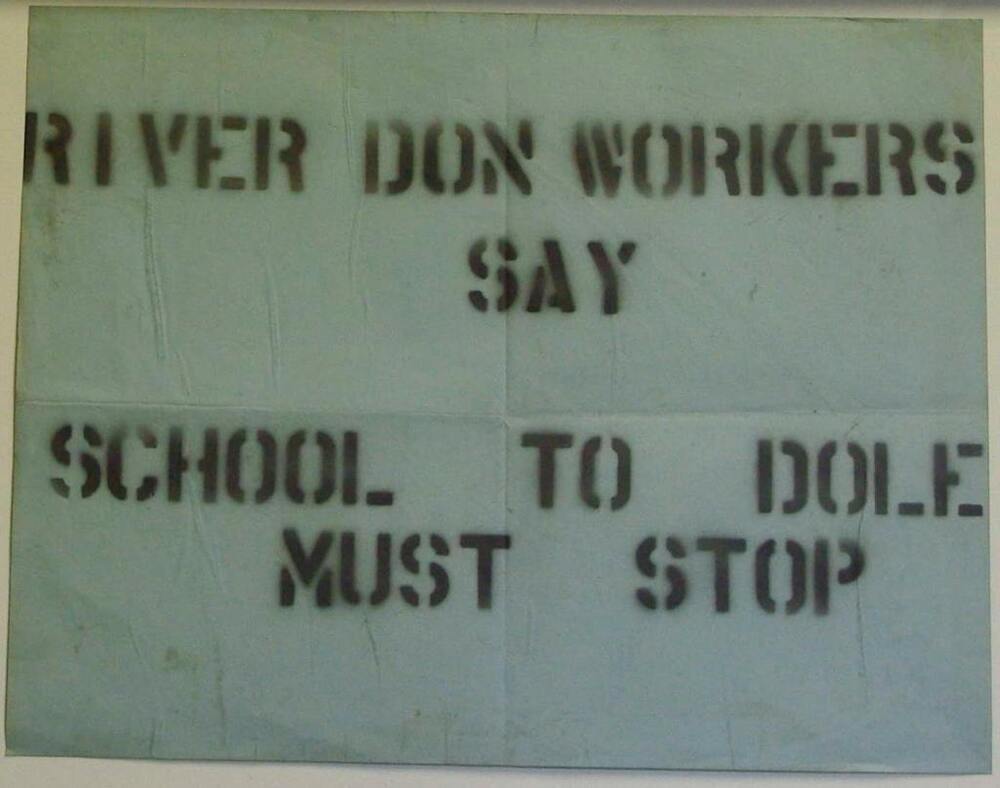 RIVER DON WORKERS
SAY
SCHOOL TO DOLE
MUST STOP